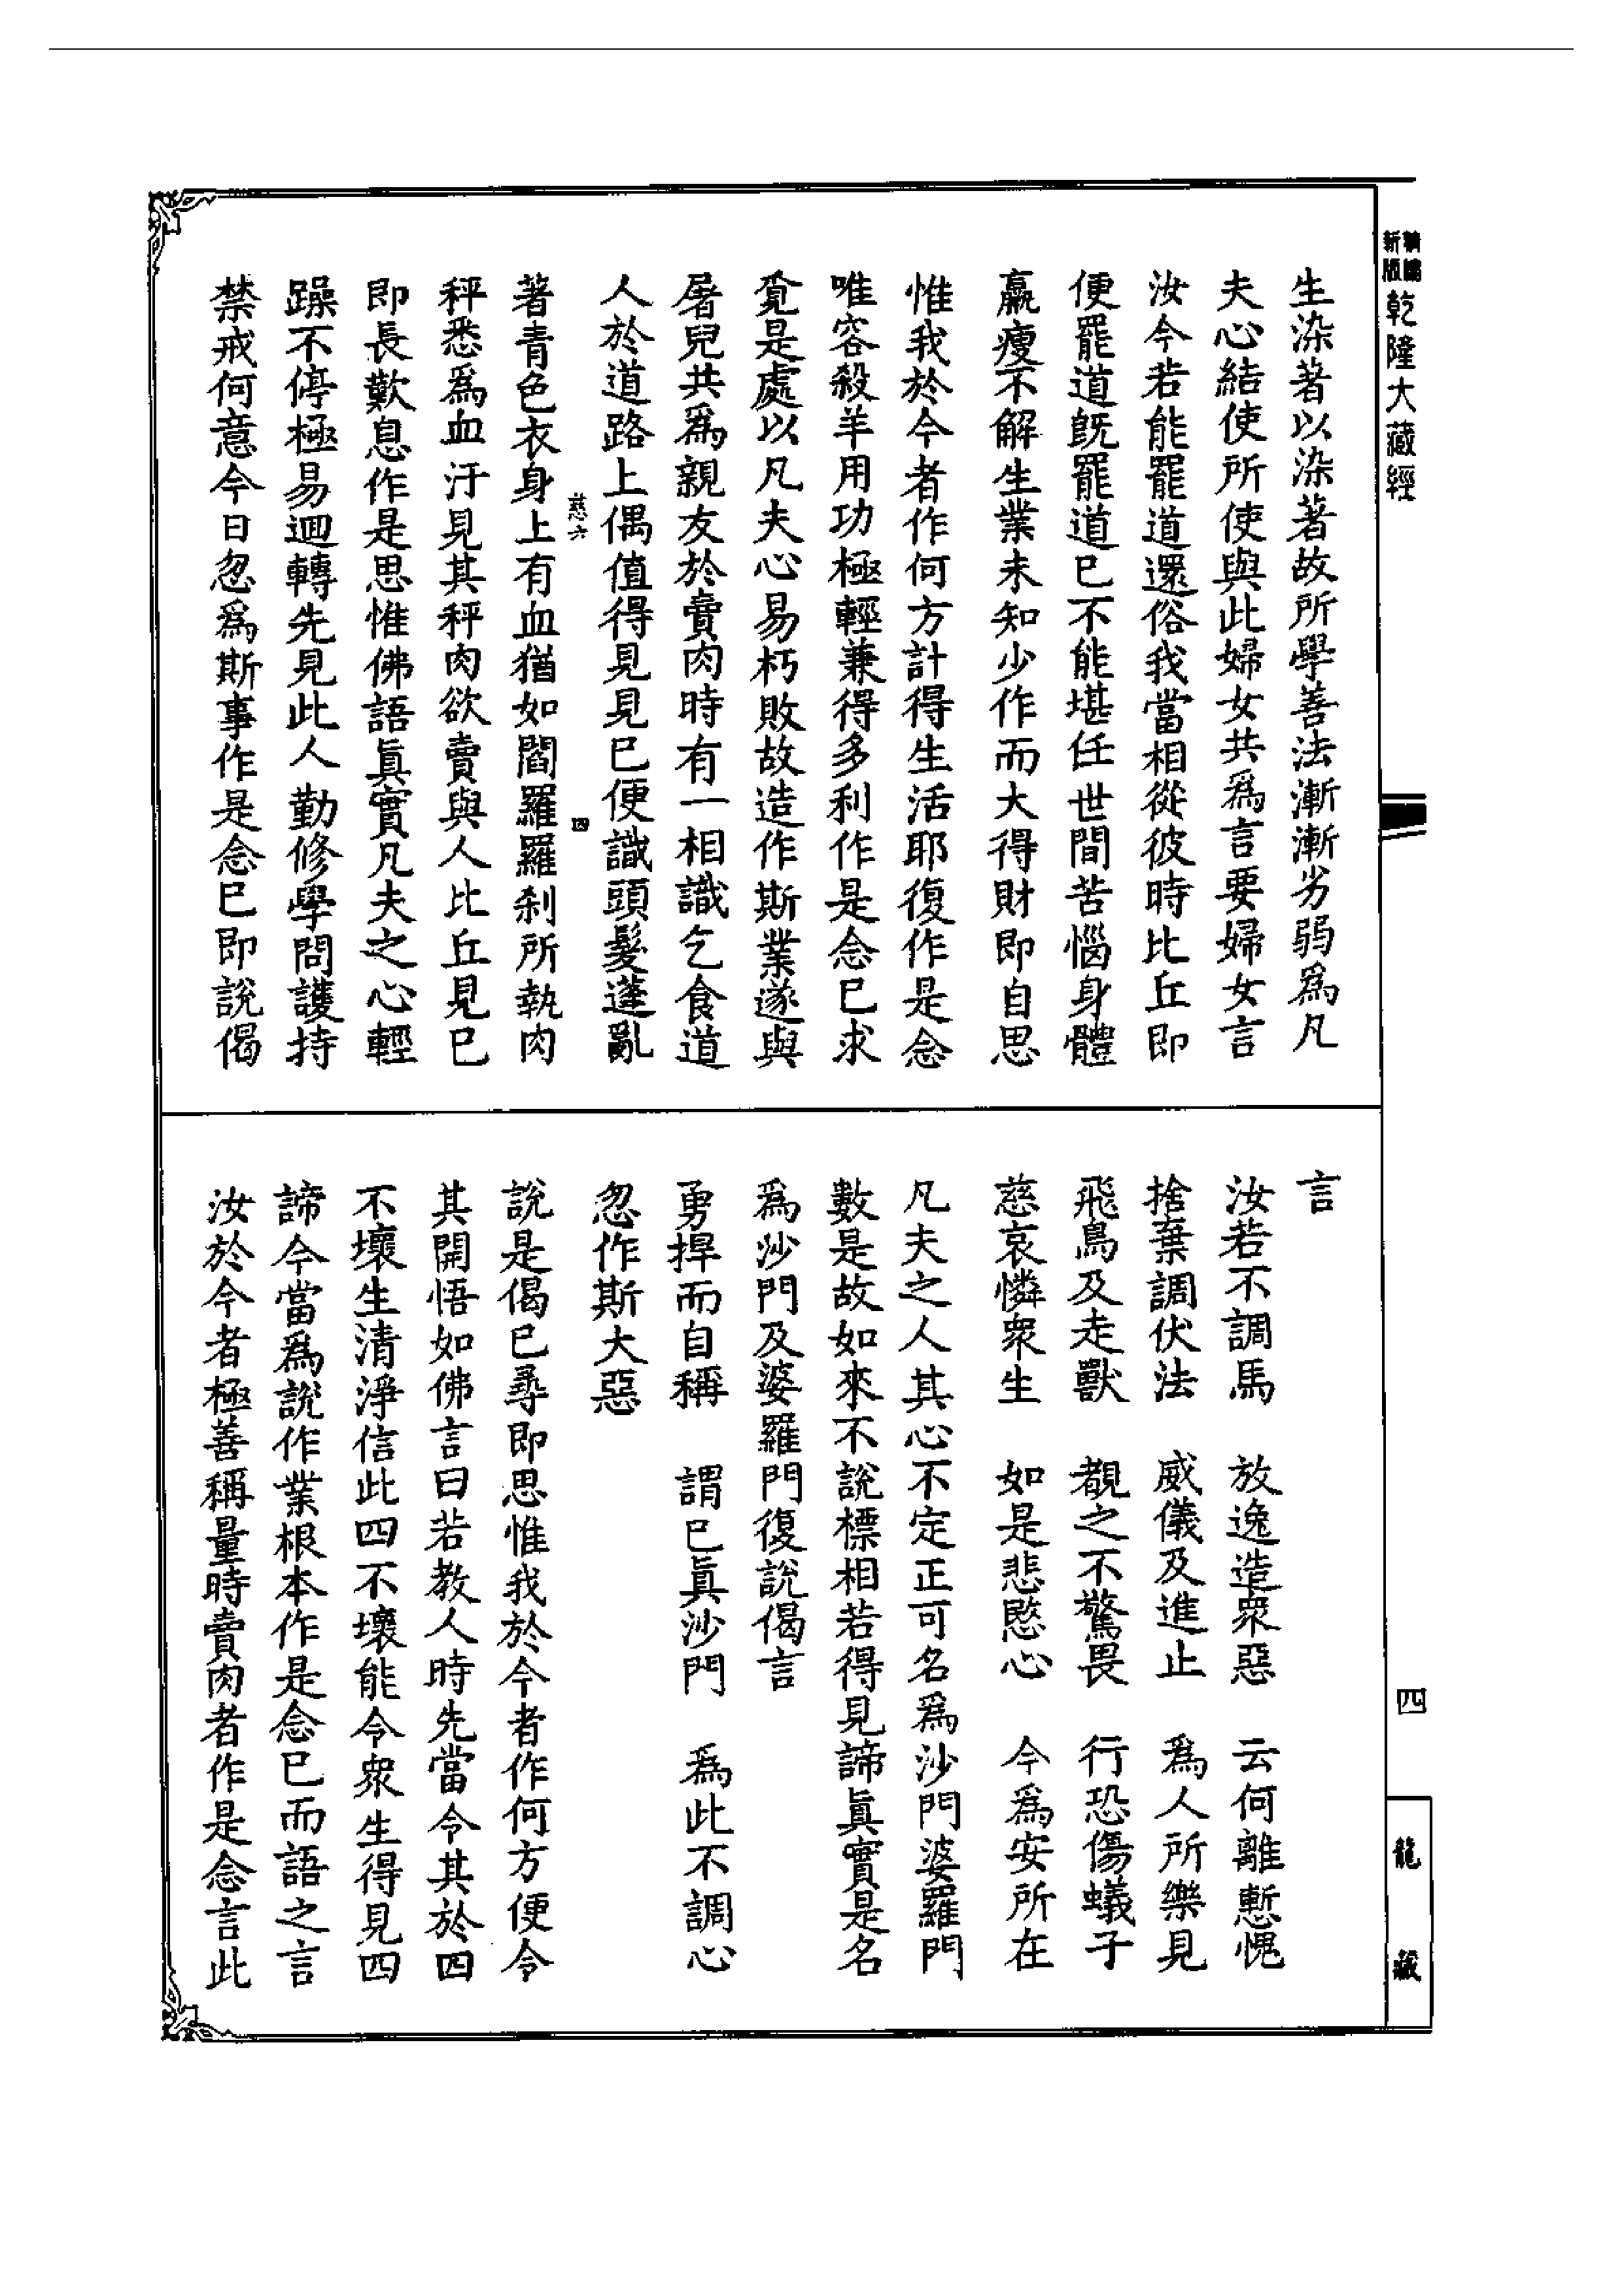 新版
乾隆大藏經
生染著以染著故所學善法漸漸劣弱爲凡
夫心結使所使與此婦女共爲言要婦女言
汝今若能罷道還俗我當相從彼時比丘即
便罷道既罷道已不能堪任世間苦惱身體
羸瘦不解生業未知少作而大得財即自思
惟我於今者作何方計得生活耶復作是念
唯容殺羊用功極輕兼得多利作是念已求
覓是處以凡夫心易朽敗故造作斯業遂與
屠兒共爲親友於賣肉時有一相識乞食道
人於道路上偶值得見見已便識頭髮蓬亂
慈六
四
著青色衣身上有血猶如閻羅羅刹所執肉
秤悉爲血汙見其秤肉欲賣與人比丘見已
即長歎息作是思惟佛語眞實凡夫之心輕
躁不停極易迴轉先見此人勤修學問護持
禁戒何意今日忽爲斯事作是念已即說偈
言
汝若不調馬　放逸造衆惡　云何離慙愧
捨棄調伏法　威儀及進止　爲人所樂見
飛鳥及走獸　覩之不驚畏　行恐傷蟻子
慈哀憐衆生　如是悲愍心　今爲安所在
凡夫之人其心不定正可名爲沙門婆羅門
數是故如來不說標相若得見諦眞實是名
爲沙門及婆羅門復說偈言
勇捍而自稱　謂已眞沙門　爲此不調心
忽作斯大惡
說是偈已尋即思惟我於今者作何方便令
其開悟如佛言曰若教人時先當令其於四
不壞生清淨信此四不壞能令衆生得見四
諦今當爲說作業根本作是念已而語之言
汝於今者極善稱量時賣肉者作是念言此
四
龍藏